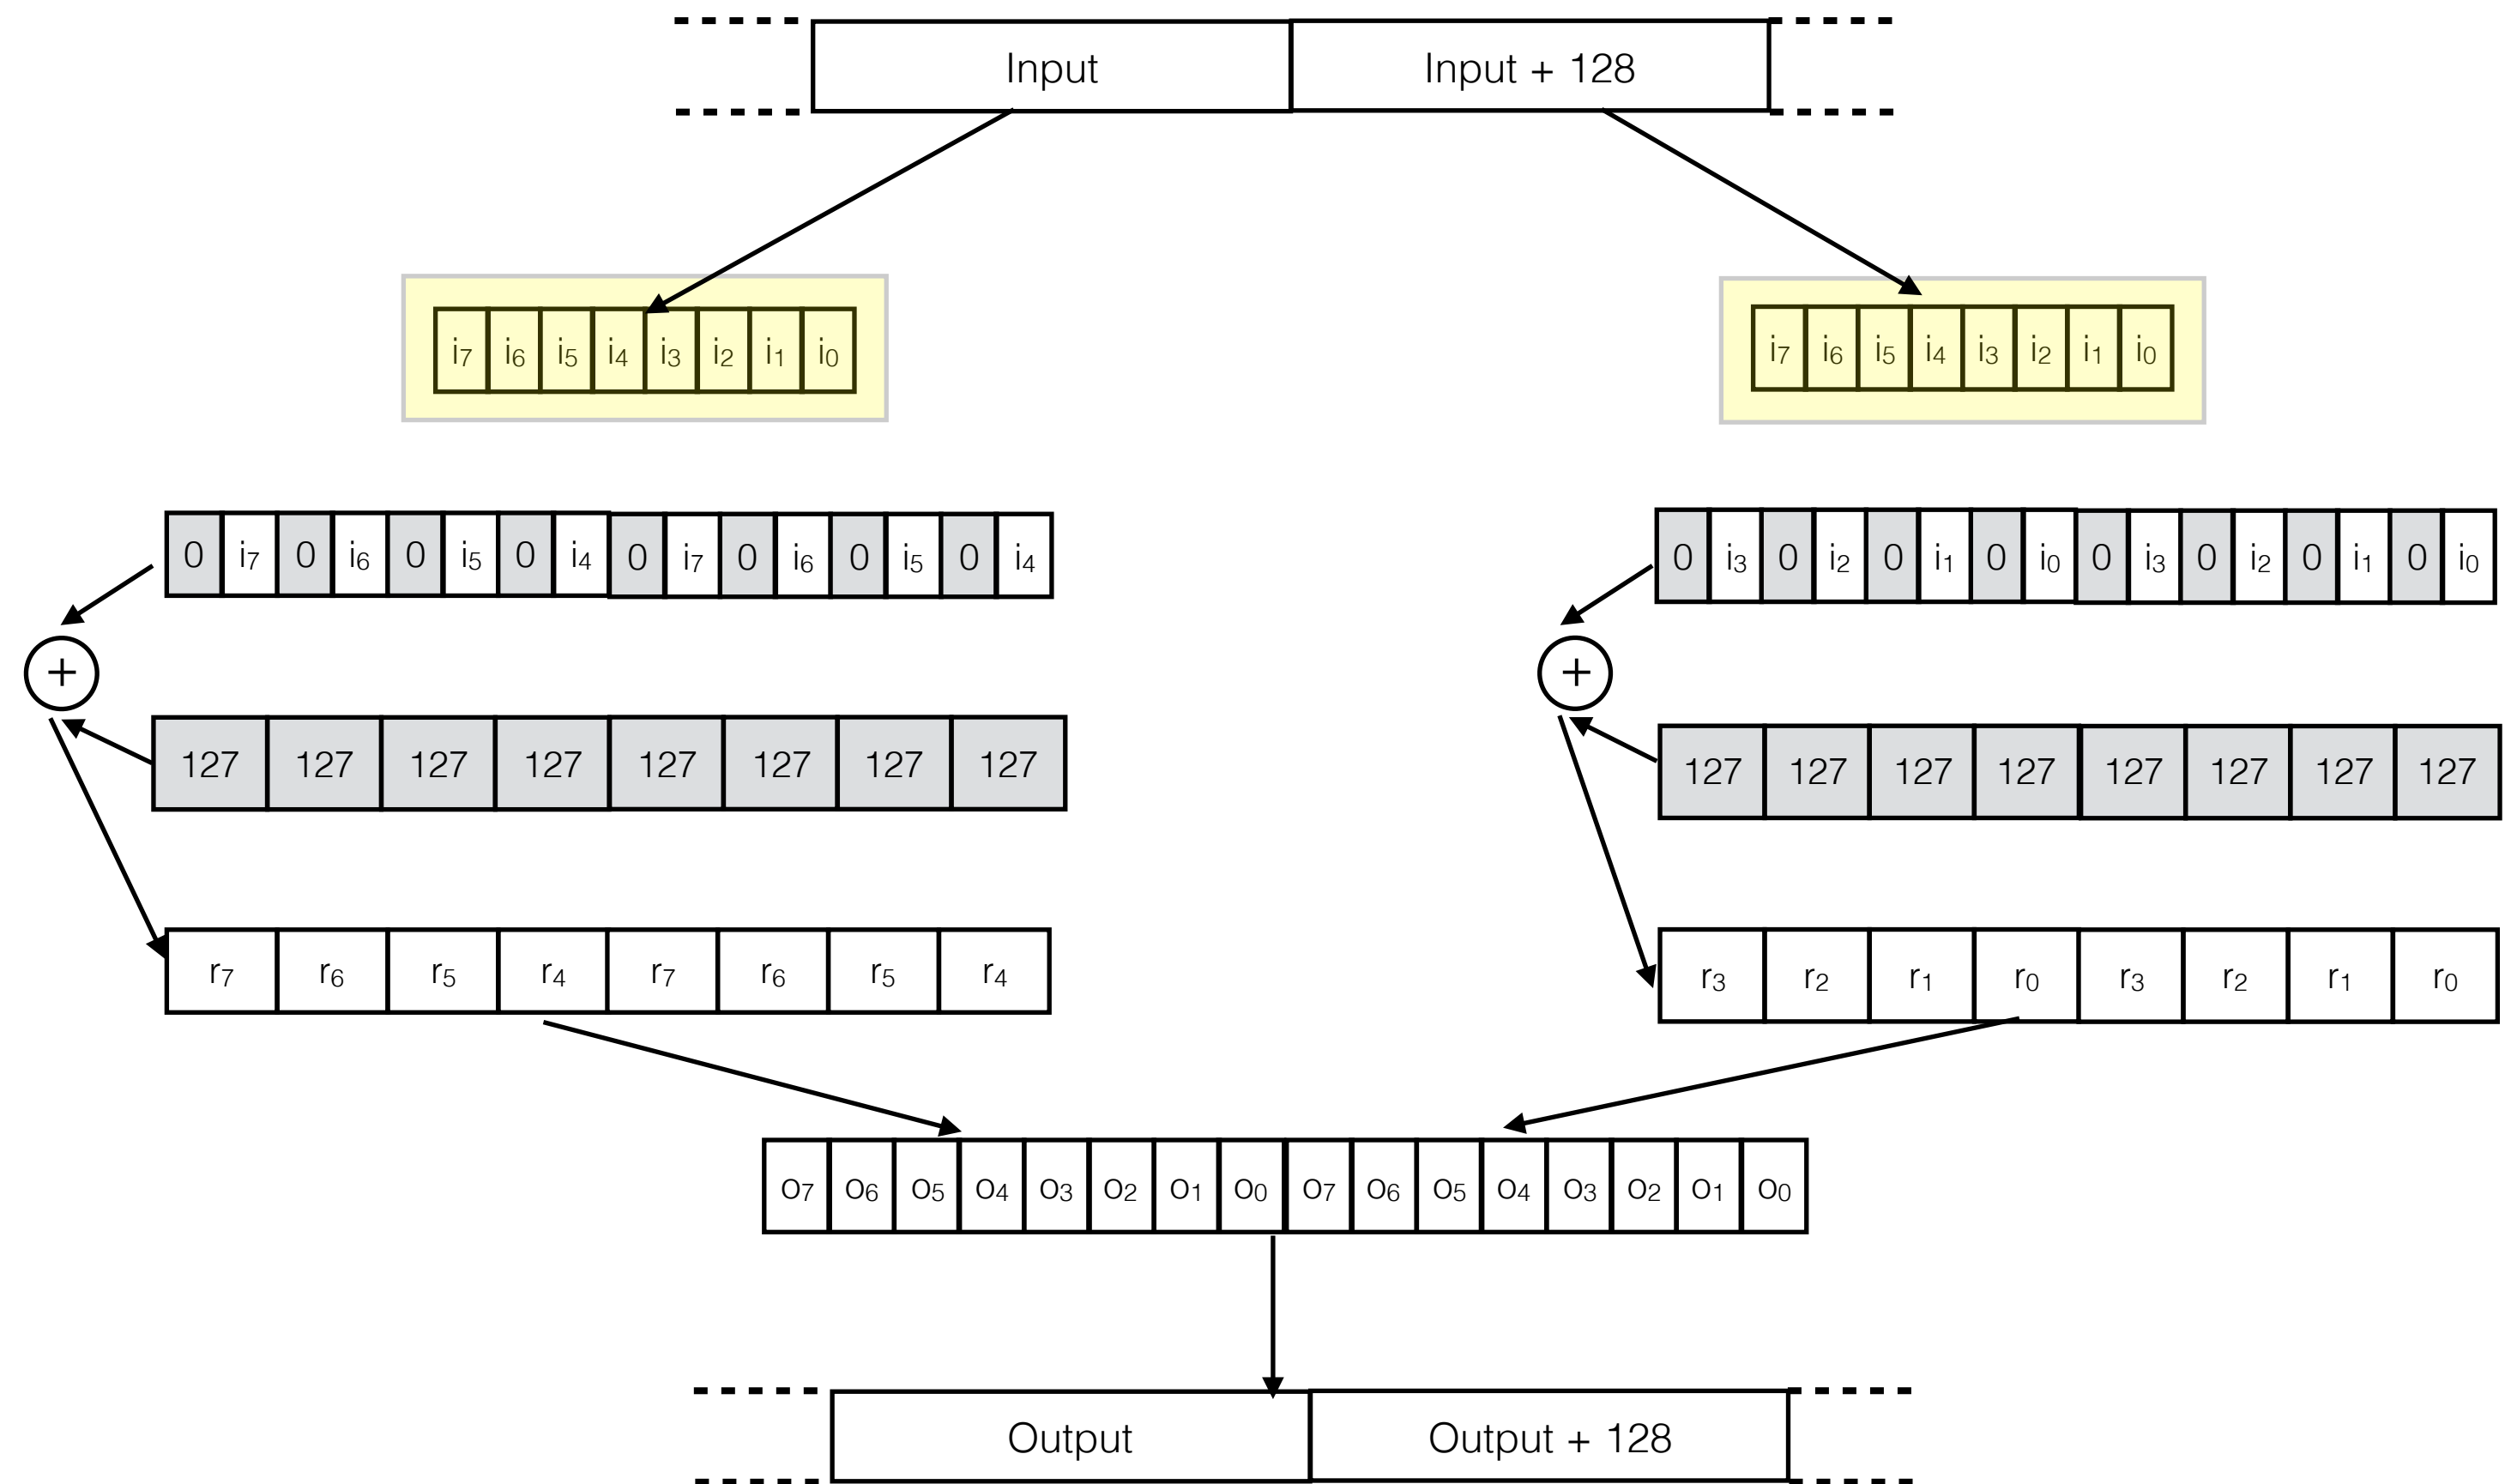 Input Input + 128
i₇ i₆ i₅ i₄ i₃ i₂ i₁ i₀ i₇ i₆ i₅ i₄ i₃ i₂ i₁ i₀
0 i₇ 0 i₆ 0 i₅ 0 i₄ 0 i₇ 0 i₆ 0 i₅ 0 i₄ 0 i₃ 0 i₂ 0 i₁ 0 i₀ 0 i₃ 0 i₂ 0 i₁ 0 i₀
+ +
127 127 127 127 127 127 127 127 127 127 127 127 127 127 127 127
r₇ r₆ r₅ r₄ r₇ r₆ r₅ r₄ r₃ r₂ r₁ r₀ r₃ r₂ r₁ r₀
o₇ o₆ o₅ o₄ o₃ o₂ o₁ o₀ o₇ o₆ o₅ o₄ o₃ o₂ o₁ o₀
Output Output + 128